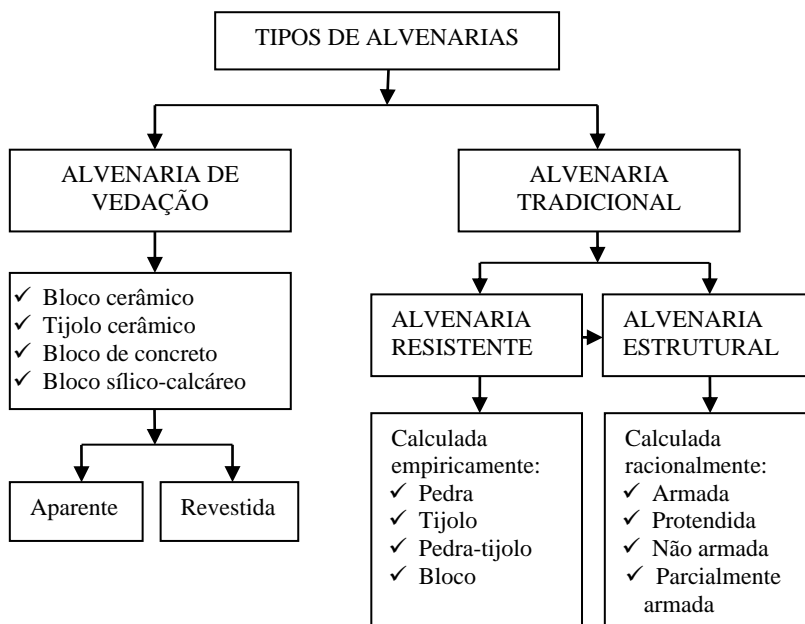 TIPOS DE ALVENARIAS
ALVENARIA DE
VEDAÇÃO
ALVENARIA
TRADICIONAL
✓ Bloco cerâmico
✓ Tijolo cerâmico
✓ Bloco de concreto
✓ Bloco sílico-calcáreo
ALVENARIA
RESISTENTE
ALVENARIA
ESTRUTURAL
Aparente
Revestida
Calculada
empiricamente:
✓ Pedra
✓ Tijolo
✓ Pedra-tijolo
✓ Bloco
Calculada
racionalmente:
✓ Armada
✓ Protendida
✓ Não armada
✓ Parcialmente
armada